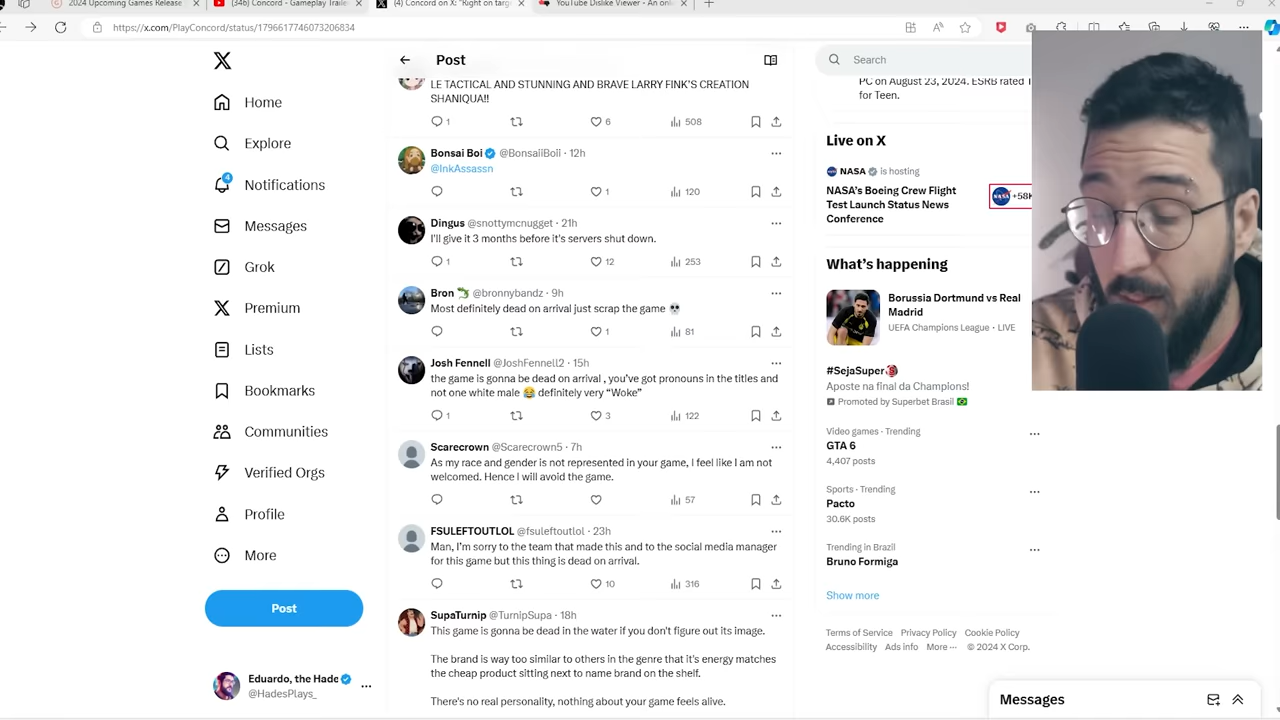 2024 Upcoming Games Release
(346) Concord - Gameplay Trailer
(4) Concord on X: "Right on targ
YouTube Dislike Viewer - An onl
https://x.com/PlayConcord/status/1796617746073206834
Home
Explore
4
Notifications
Messages
Grok
Premium
Lists
Bookmarks
Communities
Verified Orgs
Profile
More
Post
Eduardo, the Hade
@HadesPlays_
Post
LE TACTICAL AND STUNNING AND BRAVE LARRY FINK'S CREATION
SHANIQUA!!
1 6 508
Bonsai Boi @BonsaiiBoii · 12h
@InkAssassn
1 120
Dingus @snottymcnugget · 21h
I'll give it 3 months before it's servers shut down.
1 12 253
Bron 🐉 @bronnybandz · 9h
Most definitely dead on arrival just scrap the game 💀
1 81
Josh Fennell @JoshFennell2 · 15h
the game is gonna be dead on arrival , you've got pronouns in the titles and
not one white male 😂 definitely very “Woke”
1 3 122
Scarecrown @Scarecrown5 · 7h
As my race and gender is not represented in your game, I feel like I am not
welcomed. Hence I will avoid the game.
57
FSULEFTOUTLOL @fsuleftoutlol · 23h
Man, I'm sorry to the team that made this and to the social media manager
for this game but this thing is dead on arrival.
10 316
SupaTurnip @TurnipSupa · 18h
This game is gonna be dead in the water if you don't figure out its image.
The brand is way too similar to others in the genre that it's energy matches
the cheap product sitting next to name brand on the shelf.
There's no real personality, nothing about your game feels alive.
Search
PC on August 23, 2024. ESRB rated T
for Teen.
Live on X
NASA is hosting
NASA's Boeing Crew Flight
Test Launch Status News
Conference
+58K
What's happening
Borussia Dortmund vs Real
Madrid
UEFA Champions League · LIVE
#SejaSuper
Aposte na final da Champions!
Promoted by Superbet Brasil 🇧🇷
Video games · Trending
GTA 6
4,407 posts
Sports · Trending
Pacto
30.6K posts
Trending in Brazil
Bruno Formiga
Show more
Terms of Service Privacy Policy Cookie Policy
Accessibility Ads info More ··· © 2024 X Corp.
Messages